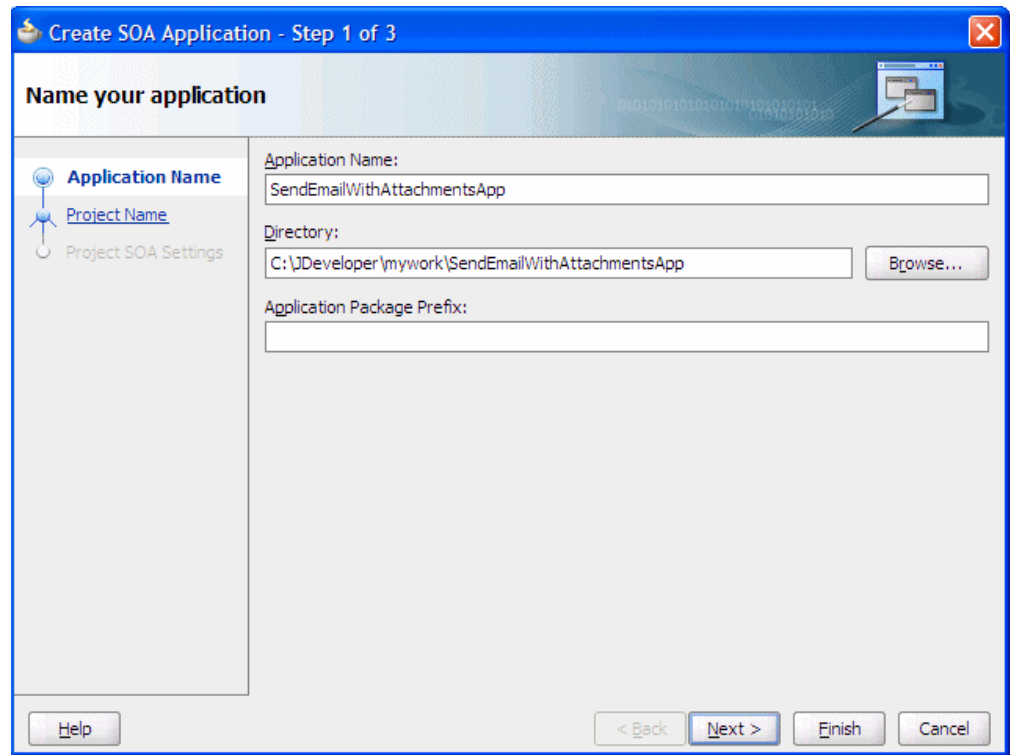 Create SOA Application - Step 1 of 3
Name your application
Application Name
Project Name
Project SOA Settings
Application Name:
SendEmailWithAttachmentsApp
Directory:
C:\JDeveloper\mywork\SendEmailWithAttachmentsApp
Browse...
Application Package Prefix:
Help
< Back
Next >
Finish
Cancel